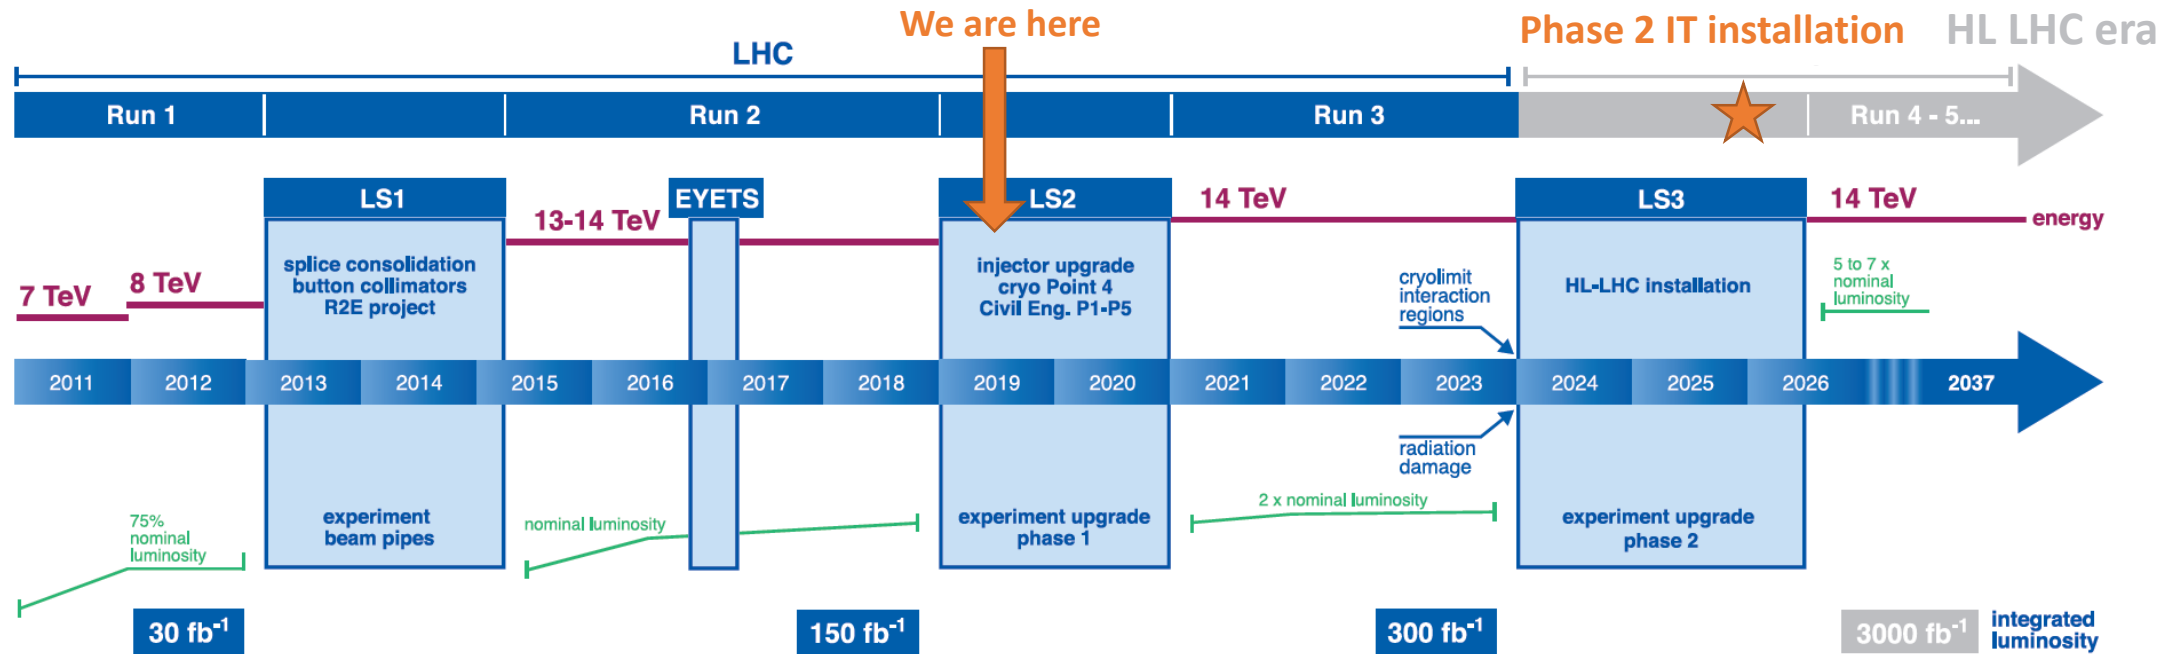 We are here
Phase 2 IT installation
HL LHC era
LHC
Run 1
Run 2
Run 3
Run 4 - 5...
LS1
EYETS
LS2
14 TeV
LS3
14 TeV
energy
13-14 TeV
7 TeV
8 TeV
splice consolidation
button collimators
R2E project
injector upgrade
cryo Point 4
Civil Eng. P1-P5
cryolimit
interaction
regions
HL-LHC installation
5 to 7 x
nominal
luminosity
2011
2012
2013
2014
2015
2016
2017
2018
2019
2020
2021
2022
2023
2024
2025
2026
2037
radiation
damage
75%
nominal
luminosity
experiment
beam pipes
nominal luminosity
experiment upgrade
phase 1
2 x nominal luminosity
experiment upgrade
phase 2
30 fb⁻¹
150 fb⁻¹
300 fb⁻¹
3000 fb⁻¹
integrated
luminosity